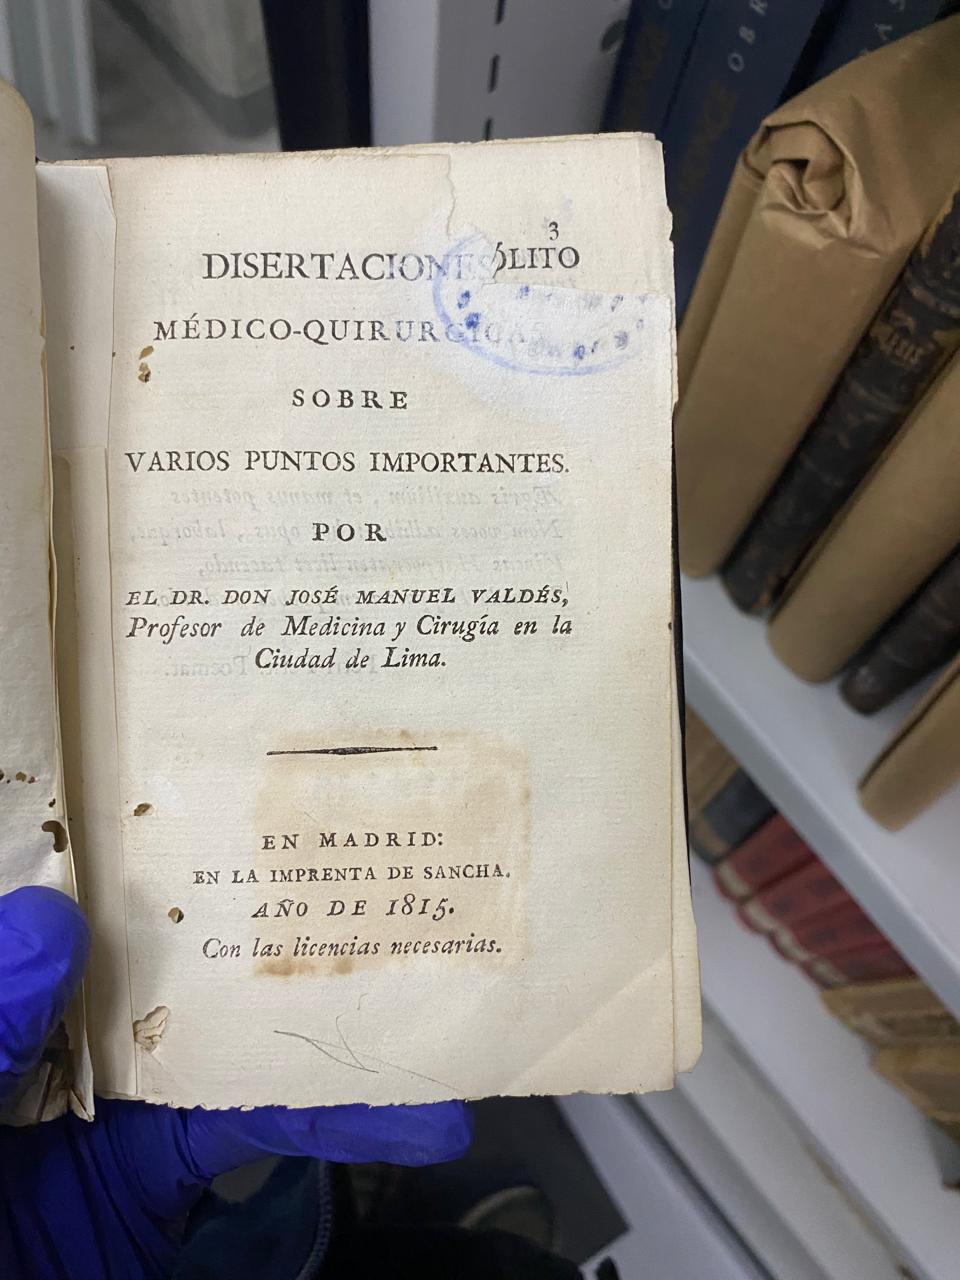 3
DISERTACIONES ÓLITO
MÉDICO-QUIRURGICAS
SOBRE
VARIOS PUNTOS IMPORTANTES.
POR
EL DR. DON JOSÉ MANUEL VALDÉS,
Profesor de Medicina y Cirugía en la
Ciudad de Lima.
EN MADRID:
EN LA IMPRENTA DE SANCHA.
AÑO DE 1815.
Con las licencias necesarias.